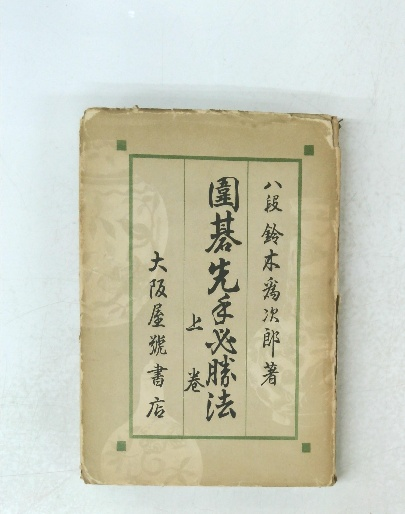 八段 鈴木爲次郎著
圍碁先手必勝法
上卷
大阪屋號書店